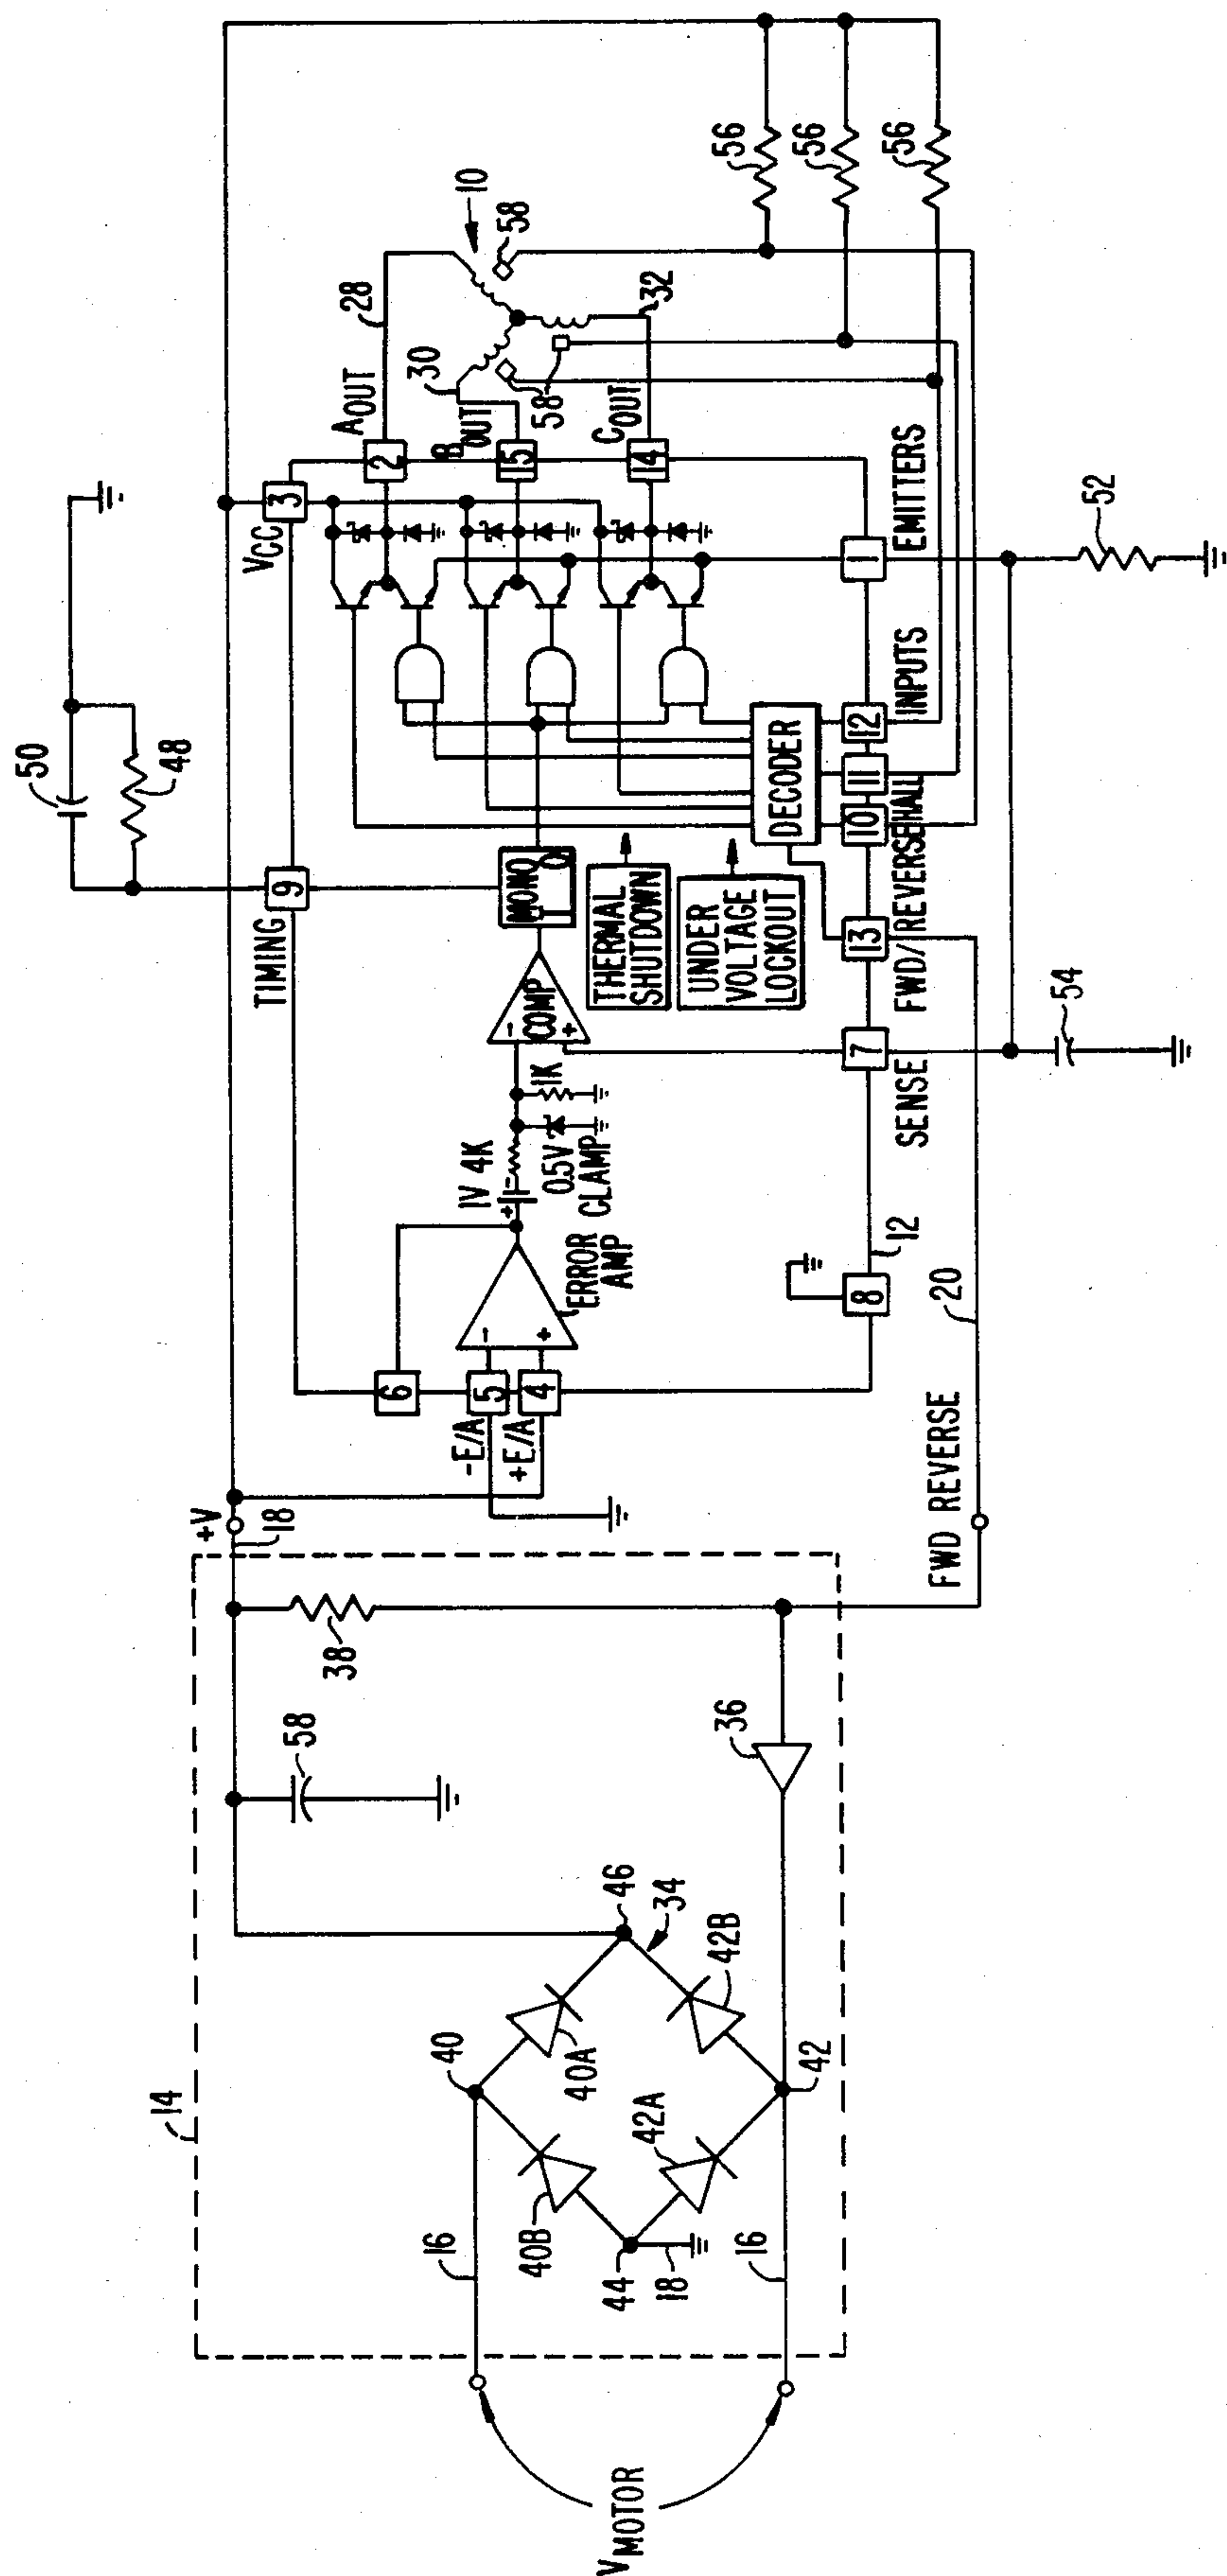 50
48
TIMING
9
VCC
3
+V
18
14
38
58
46
34
40
40A
42B
42A
40B
44
18
42
16
16
36
VMOTOR
FWD REVERSE
20
6
5
4
-E/A
+E/A
-
+
ERROR
AMP
+
-
1V 4K
0.5V
CLAMP
1K
-
+
COMP
MONO
Q
THERMAL
SHUTDOWN
UNDER
VOLTAGE
LOCKOUT
DECODER
2
AOUT
15
BOUT
14
COUT
28
30
32
10
58
58
56
56
56
8
12
7
SENSE
13
FWD/REVERSE
10
11
12
HALL
INPUTS
1
EMITTERS
52
54